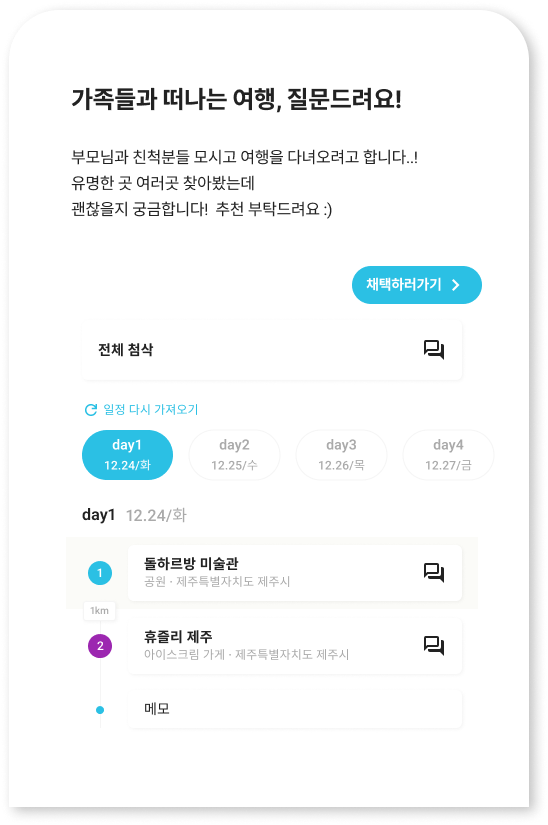 가족들과 떠나는 여행, 질문드려요!
부모님과 친척분들 모시고 여행을 다녀오려고 합니다..!
유명한 곳 여러곳 찾아봤는데
괜찮을지 궁금합니다! 추천 부탁드려요 :)
채택하러가기
전체 첨삭
일정 다시 가져오기
day1 day2 day3 day4
12.24/화 12.25/수 12.26/목 12.27/금
day1 12.24/화
1 돌하르방 미술관
공원 · 제주특별자치도 제주시
1km
2 휴즐리 제주
아이스크림 가게 · 제주특별자치도 제주시
메모